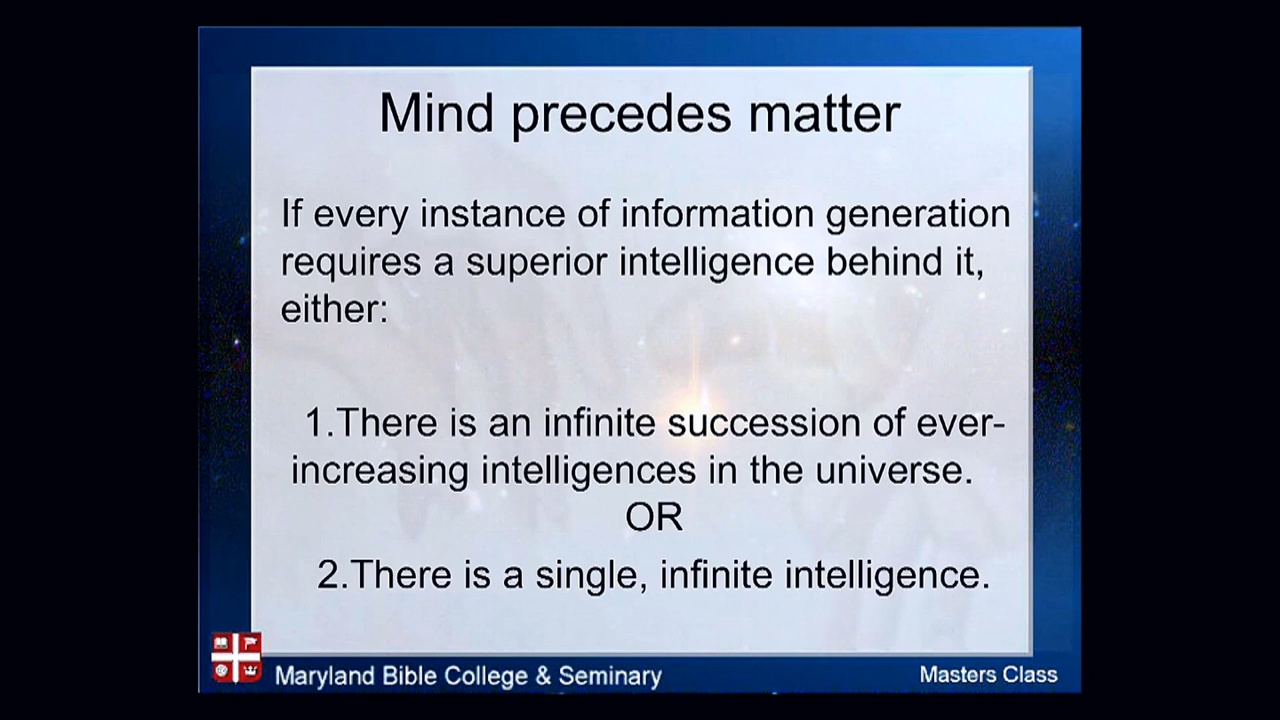 Mind precedes matter
If every instance of information generation
requires a superior intelligence behind it,
either:
1.There is an infinite succession of ever-
increasing intelligences in the universe.
OR
2.There is a single, infinite intelligence.
Maryland Bible College & Seminary
Masters Class